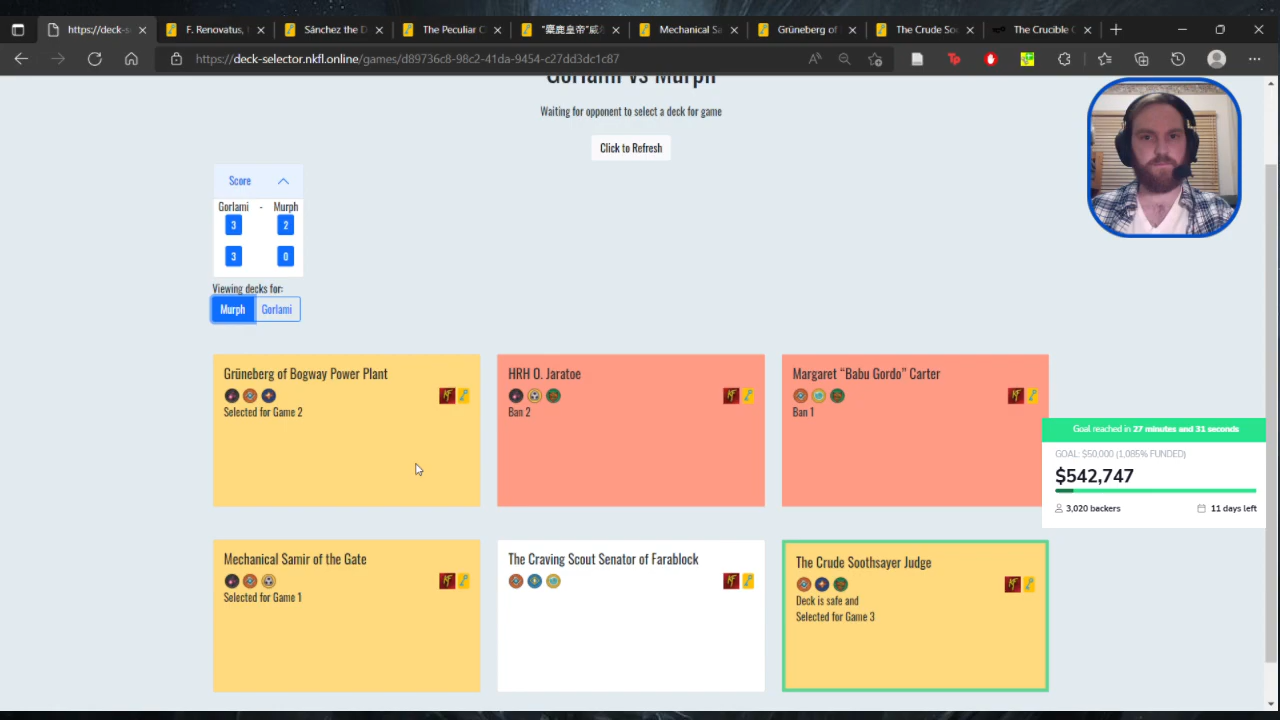 https://deck-s
F. Renovatus,
Sánchez the D
The Peculiar C
Mechanical Sa
Grüneberg of
The Crude Soo
The Crucible C
https://deck-selector.nkfl.online/games/d89736c8-98c2-41da-9454-c27dd3dc1c87
Gorlami vs Murph
Waiting for opponent to select a deck for game
Click to Refresh
Score
Gorlami - Murph
3 2
3 0
Viewing decks for:
Murph Gorlami
Grüneberg of Bogway Power Plant
Selected for Game 2
HRH O. Jaratoe
Ban 2
Margaret “Babu Gordo” Carter
Ban 1
Goal reached in 27 minutes and 31 seconds
GOAL: $50,000 (1,085% FUNDED)
$542,747
3,020 backers
11 days left
Mechanical Samir of the Gate
Selected for Game 1
The Craving Scout Senator of Farablock
The Crude Soothsayer Judge
Deck is safe and
Selected for Game 3